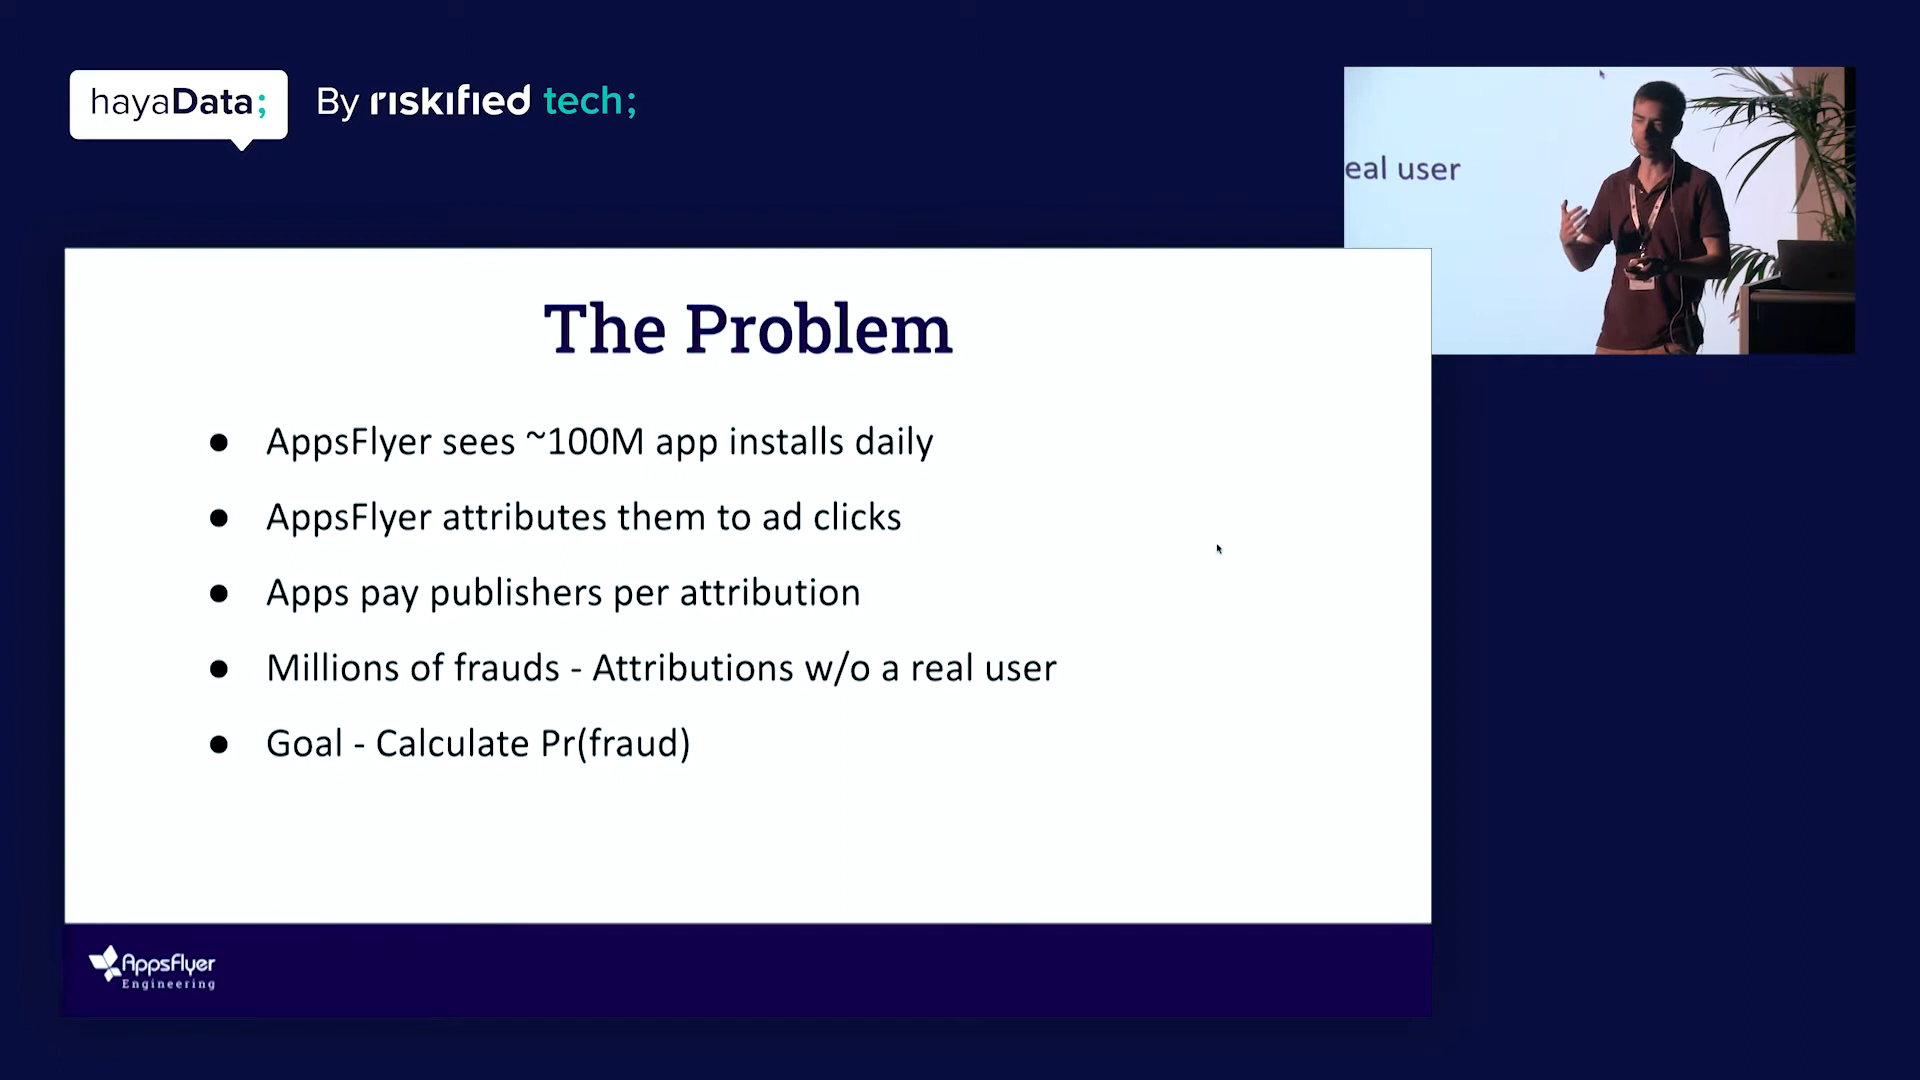 hayaData;
By riskified tech;
eal user
The Problem
● AppsFlyer sees ~100M app installs daily
● AppsFlyer attributes them to ad clicks
● Apps pay publishers per attribution
● Millions of frauds - Attributions w/o a real user
● Goal - Calculate Pr(fraud)
AppsFlyer
Engineering